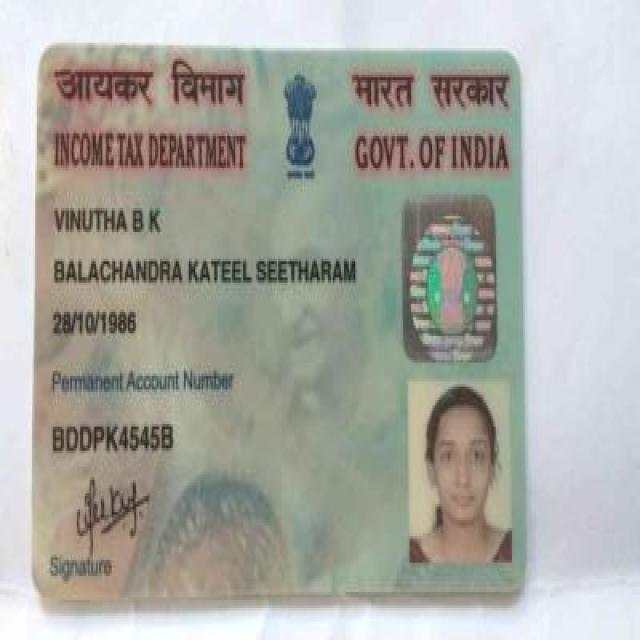 आयकर विभाग
भारत सरकार
INCOME TAX DEPARTMENT
GOVT. OF INDIA
VINUTHA B K
BALACHANDRA KATEEL SEETHARAM
28/10/1986
Permanent Account Number
BDDPK4545B
Signature